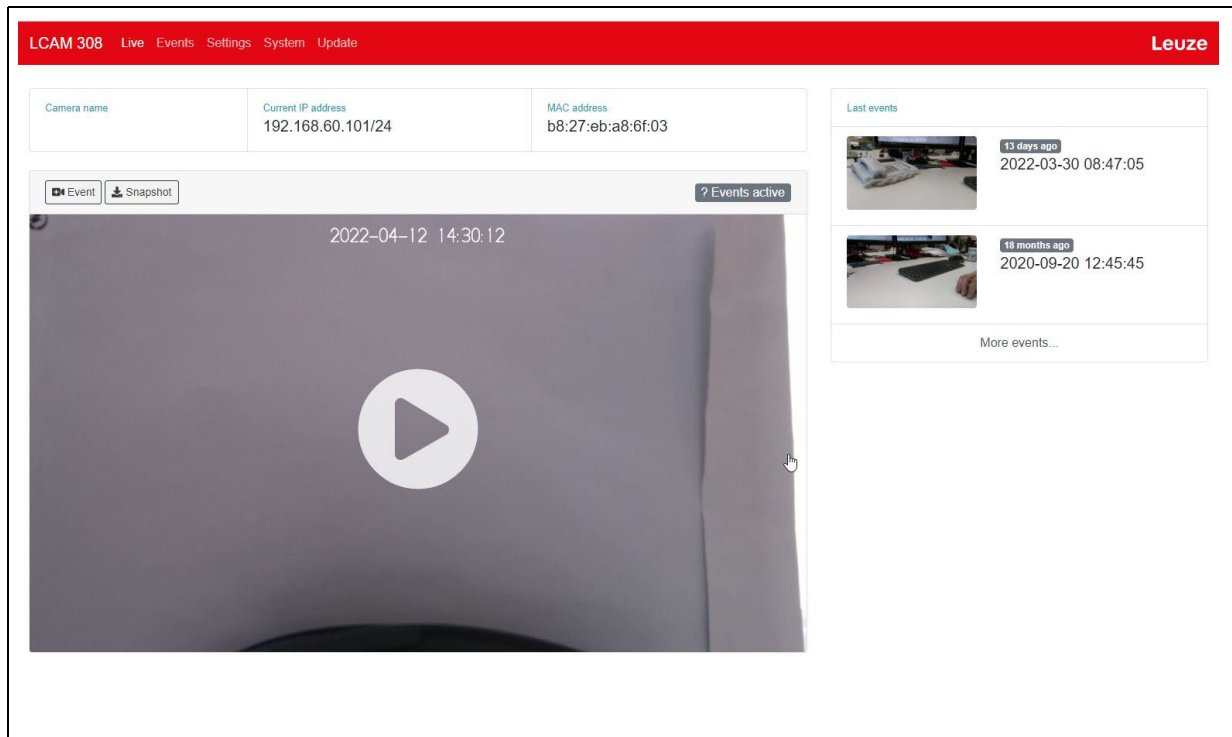 LCAM 308 Live Events Settings System Update Leuze
Camera name
Current IP address
192.168.60.101/24
MAC address
b8:27:eb:a8:6f:03
Event Snapshot ? Events active
2022-04-12 14:30:12
Last events
13 days ago
2022-03-30 08:47:05
18 months ago
2020-09-20 12:45:45
More events...